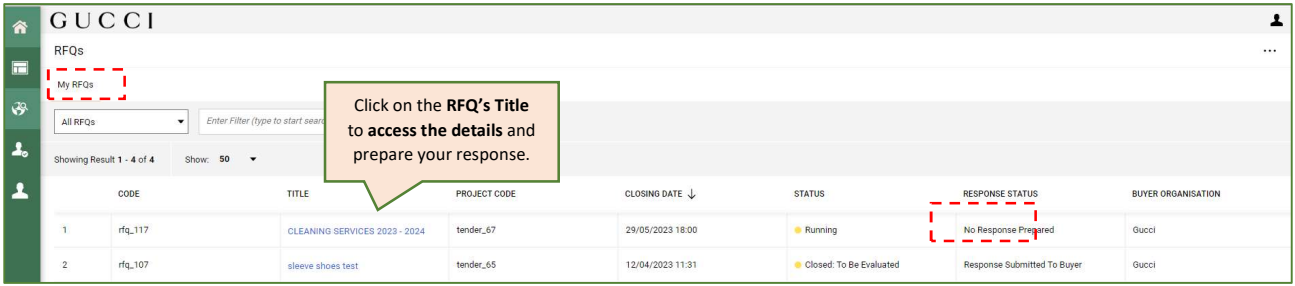 GUCCI
RFQs
...
My RFQs
Click on the RFQ's Title
to access the details and
prepare your response.
All RFQs
Enter Filter (type to start
Showing Result 1 - 4 of 4 Show: 50
CODE TITLE PROJECT CODE CLOSING DATE ↓ STATUS RESPONSE STATUS BUYER ORGANISATION
1 rfq_117 CLEANING SERVICES 2023 - 2024 tender_67 29/05/2023 18:00 Running No Response Prepared Gucci
2 rfq_107 sleeve shoes test tender_65 12/04/2023 11:31 Closed: To Be Evaluated Response Submitted To Buyer Gucci